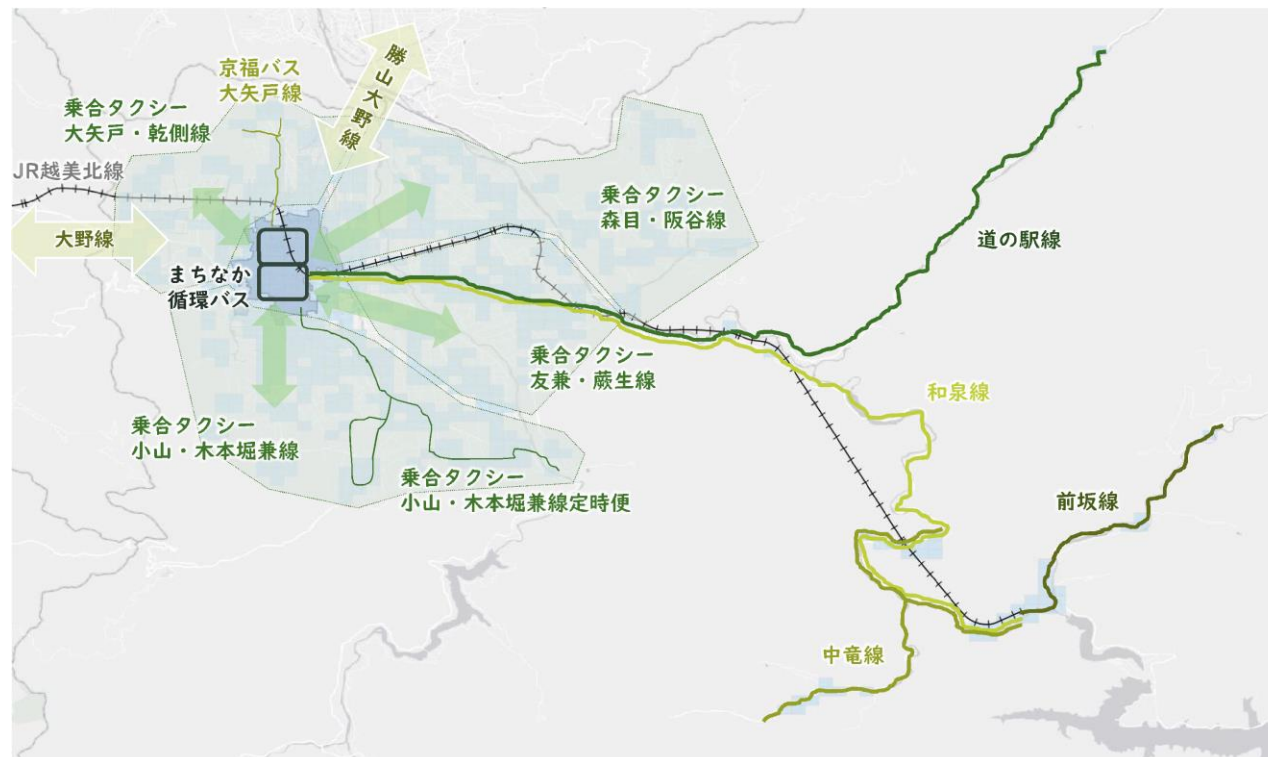 京福バス
大矢戸線
勝山大野線
乗合タクシー
大矢戸・乾側線
JR越美北線
大野線
まちなか
循環バス
乗合タクシー
森目・阪谷線
道の駅線
乗合タクシー
友兼・蕨生線
和泉線
乗合タクシー
小山・木本堀兼線
乗合タクシー
小山・木本堀兼線定時便
前坂線
中竜線